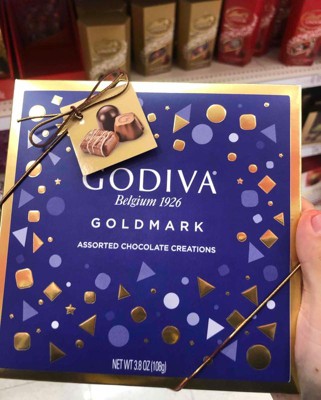 GODIVA
Belgium 1926
GOLDMARK
ASSORTED CHOCOLATE CREATIONS
NET WT 3.8 OZ (108g)